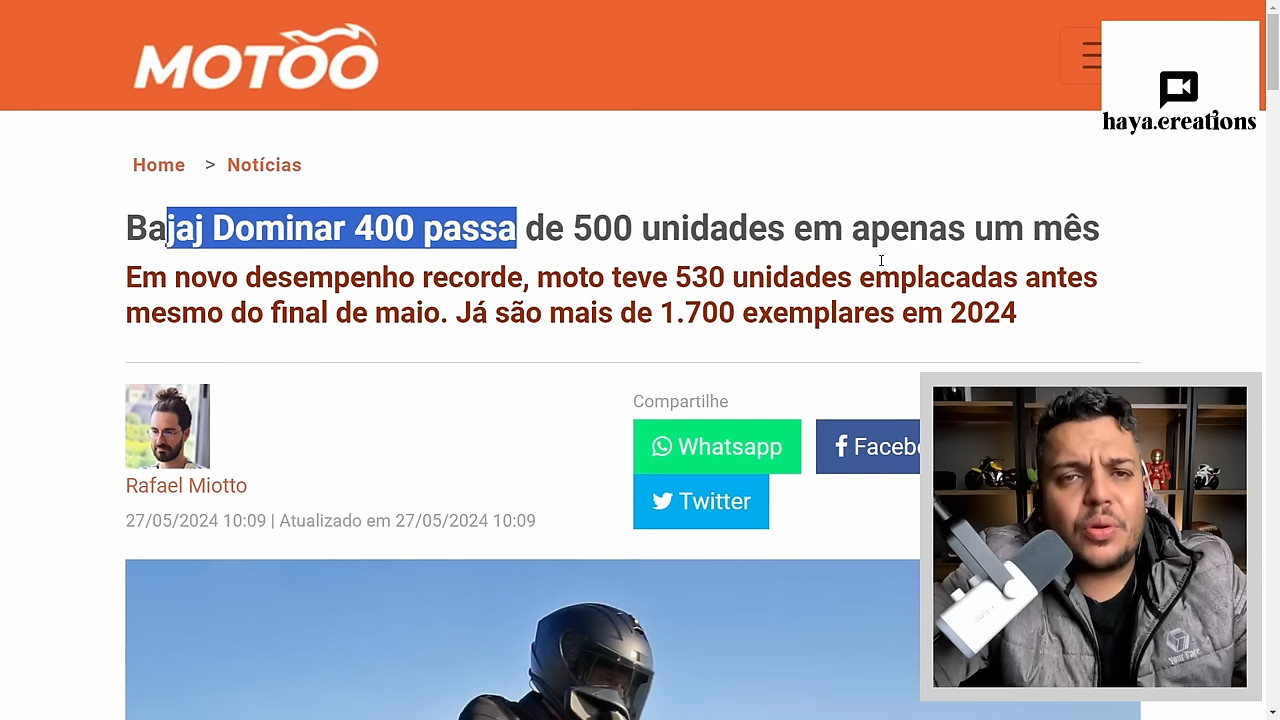 MOTOO
haya.creations
Home > Notícias
Bajaj Dominar 400 passa de 500 unidades em apenas um mês
Em novo desempenho recorde, moto teve 530 unidades emplacadas antes
mesmo do final de maio. Já são mais de 1.700 exemplares em 2024
Compartilhe
Whatsapp
Facebo
Twitter
Rafael Miotto
27/05/2024 10:09 | Atualizado em 27/05/2024 10:09